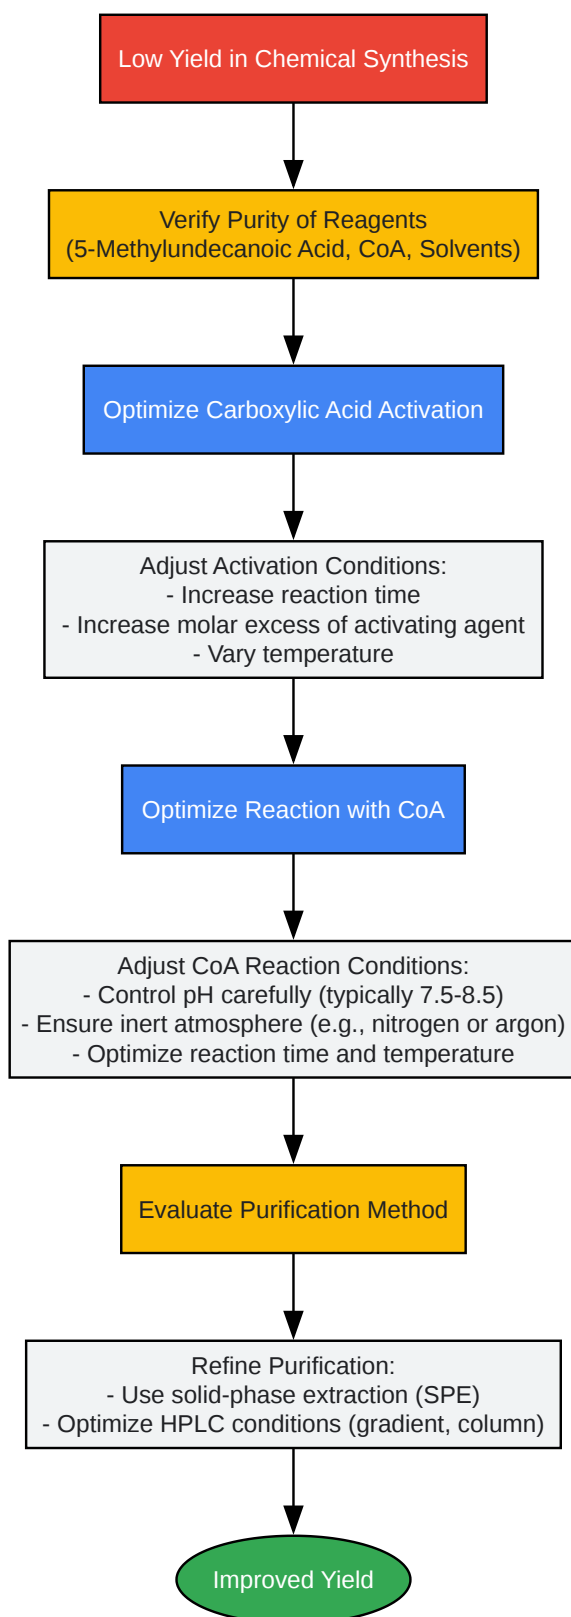 Low Yield in Chemical Synthesis
Verify Purity of Reagents
(5-Methylundecanoic Acid, CoA, Solvents)
Optimize Carboxylic Acid Activation
Adjust Activation Conditions:
- Increase reaction time
- Increase molar excess of activating agent
- Vary temperature
Optimize Reaction with CoA
Adjust CoA Reaction Conditions:
- Control pH carefully (typically 7.5-8.5)
- Ensure inert atmosphere (e.g., nitrogen or argon)
- Optimize reaction time and temperature
Evaluate Purification Method
Refine Purification:
- Use solid-phase extraction (SPE)
- Optimize HPLC conditions (gradient, column)
Improved Yield